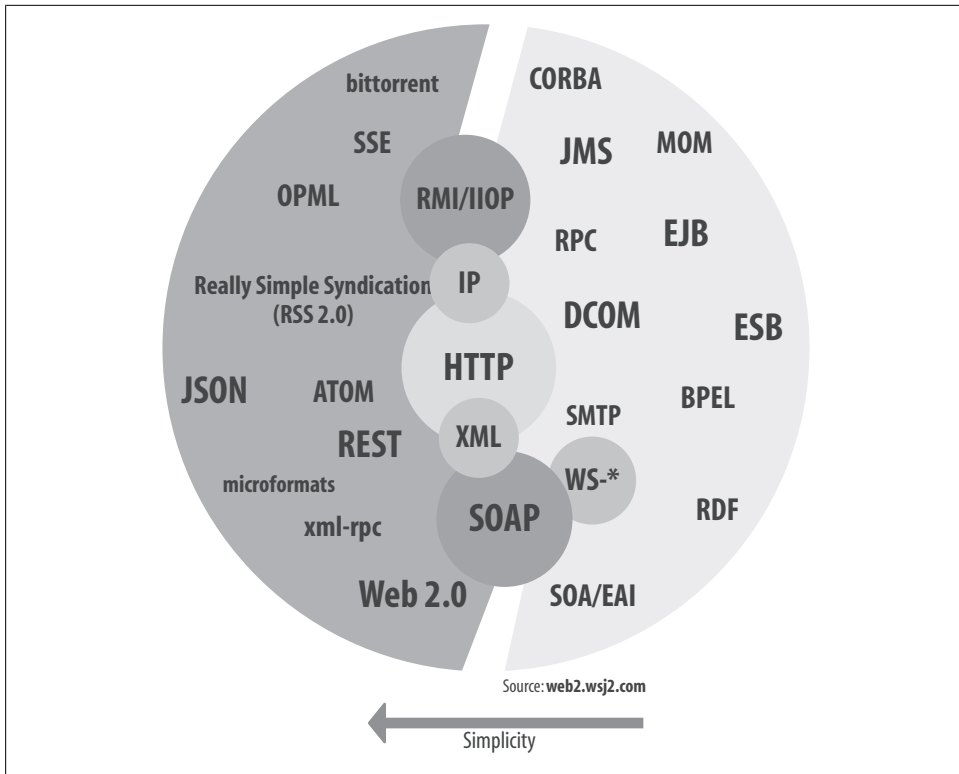 bittorrent
CORBA
SSE
JMS
MOM
OPML
RMI/IIOP
RPC
EJB
Really Simple Syndication
(RSS 2.0)
IP
DCOM
ESB
HTTP
JSON
ATOM
BPEL
SMTP
REST
XML
microformats
WS-*
xml-rpc
SOAP
RDF
Web 2.0
SOA/EAI
Source: web2.wsj2.com
Simplicity